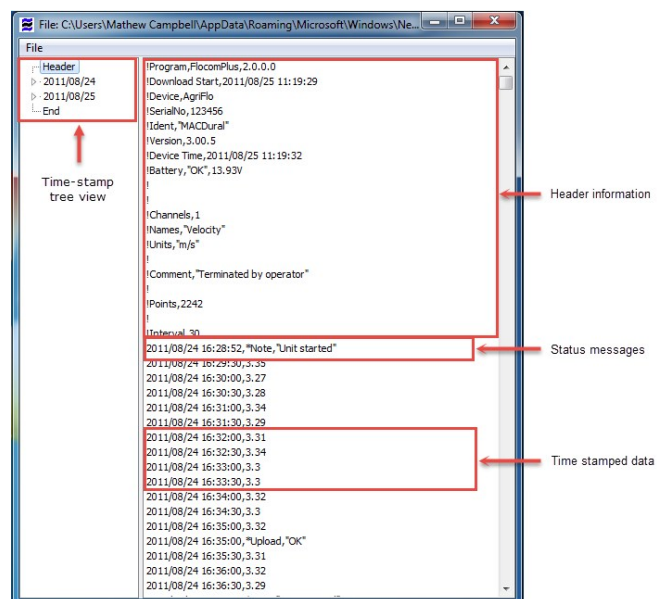 File: C:\Users\Mathew Campbell\AppData\Roaming\Microsoft\Windows\Ne...
File
Header
2011/08/24
2011/08/25
End
Time-stamp
tree view
!Program,FlocomPlus,2.0.0.0
!Download Start,2011/08/25 11:19:29
!Device,AgriFlo
!SerialNo,123456
!Ident,"MACDural"
!Version,3.00.5
!Device Time,2011/08/25 11:19:32
!Battery,"OK",13.93V
!
!
!Channels,1
!Names,"Velocity"
!Units,"m/s"
!
!Comment,"Terminated by operator"
!
!Points,2242
!
!Interval,30
2011/08/24 16:28:52,*Note,"Unit started"
2011/08/24 16:29:30,3.35
2011/08/24 16:30:00,3.27
2011/08/24 16:30:30,3.28
2011/08/24 16:31:00,3.34
2011/08/24 16:31:30,3.29
2011/08/24 16:32:00,3.31
2011/08/24 16:32:30,3.34
2011/08/24 16:33:00,3.3
2011/08/24 16:33:30,3.3
2011/08/24 16:34:00,3.32
2011/08/24 16:34:30,3.3
2011/08/24 16:35:00,3.32
2011/08/24 16:35:00,*Upload,"OK"
2011/08/24 16:35:30,3.31
2011/08/24 16:36:00,3.32
2011/08/24 16:36:30,3.29
Header information
Status messages
Time stamped data